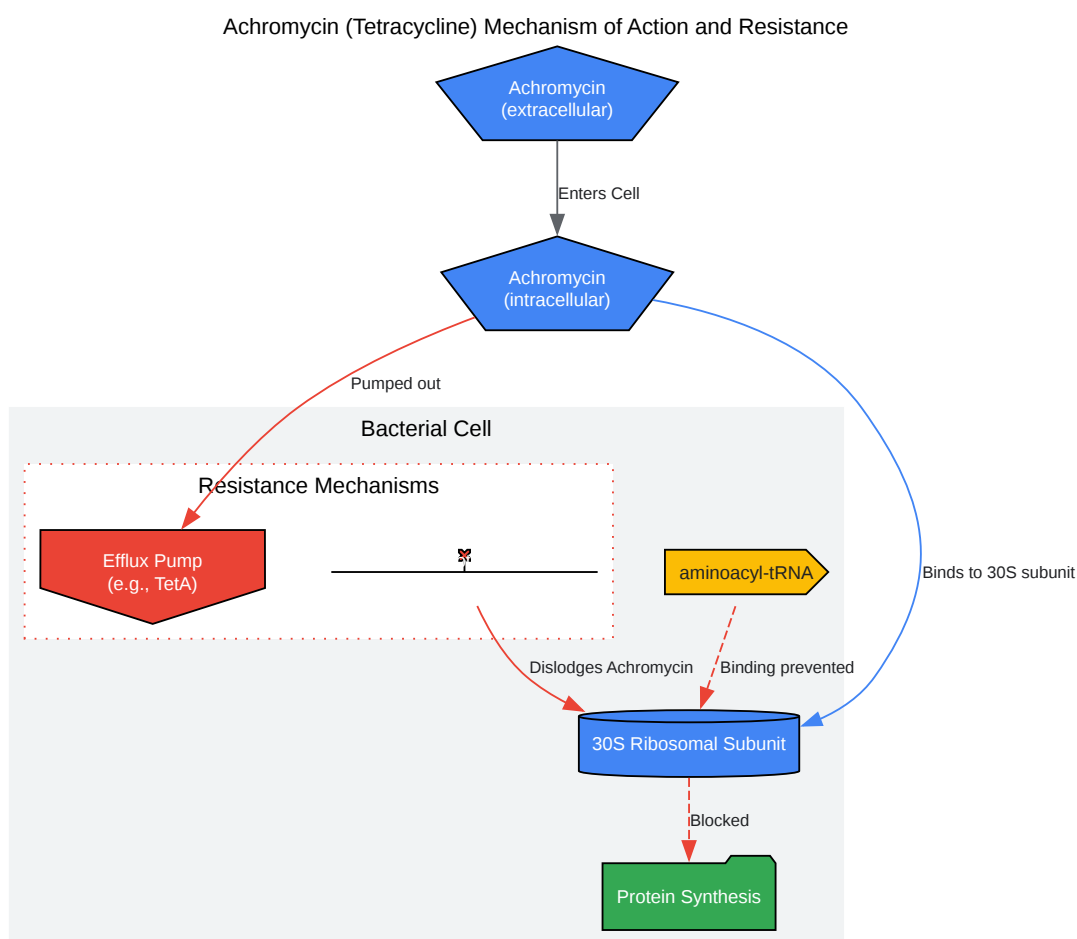 Achromycin (Tetracycline) Mechanism of Action and Resistance
Achromycin
(extracellular)
Enters Cell
Achromycin
(intracellular)
Pumped out
Bacterial Cell
Resistance Mechanisms
Efflux Pump
(e.g., TetA)
aminoacyl-tRNA
Binds to 30S subunit
Dislodges Achromycin
Binding prevented
30S Ribosomal Subunit
Blocked
Protein Synthesis